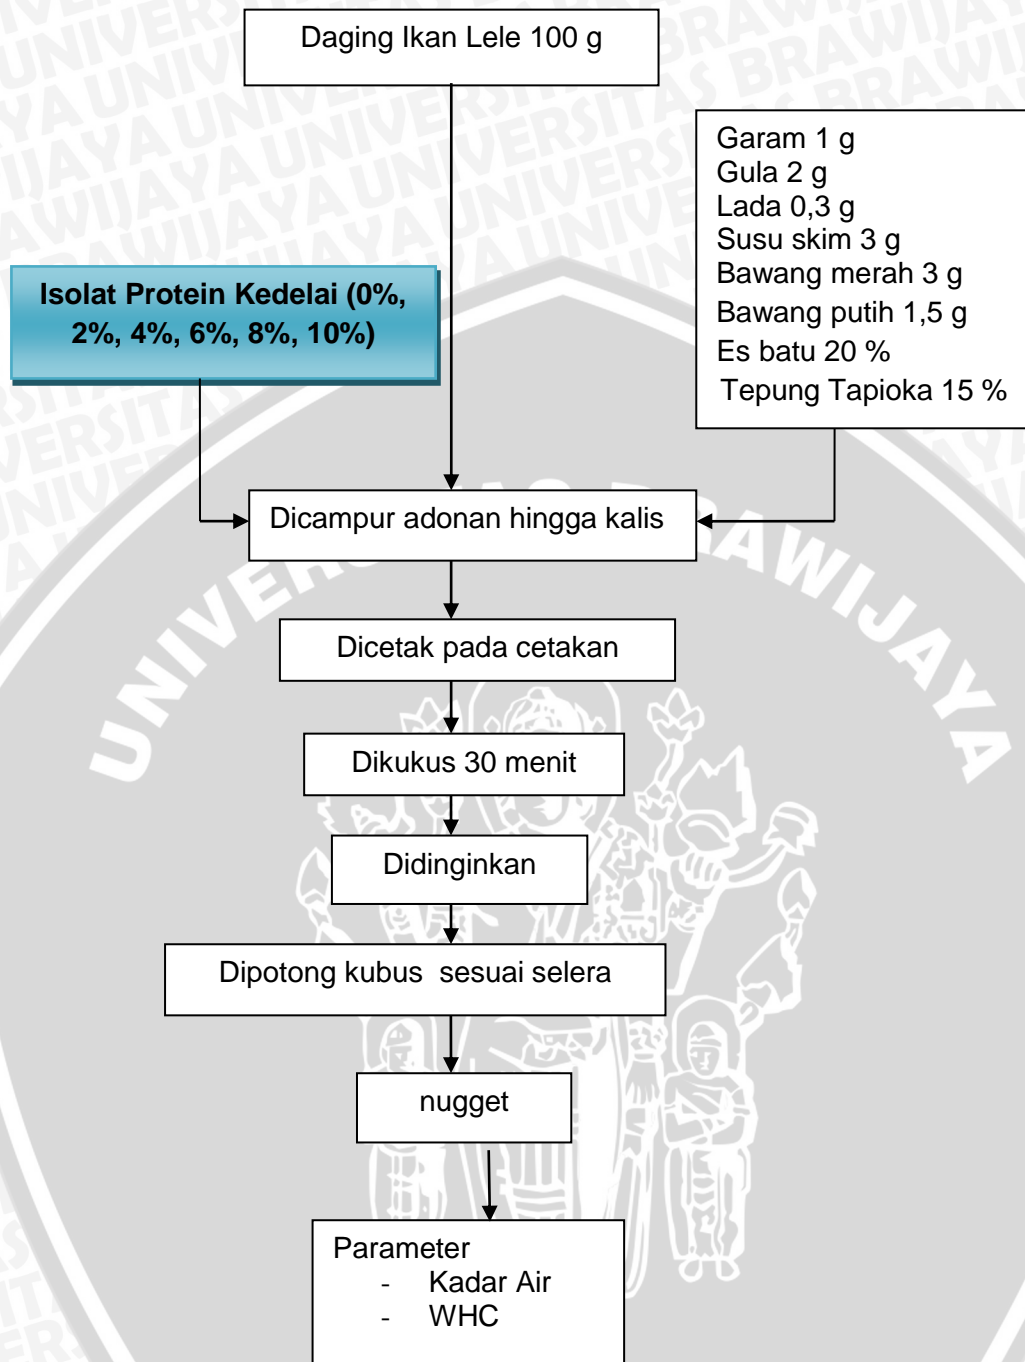 Daging Ikan Lele 100 g
Garam 1 g
Gula 2 g
Lada 0,3 g
Susu skim 3 g
Bawang merah 3 g
Bawang putih 1,5 g
Es batu 20 %
Tepung Tapioka 15 %
Isolat Protein Kedelai (0%,
2%, 4%, 6%, 8%, 10%)
Dicampur adonan hingga kalis
Dicetak pada cetakan
Dikukus 30 menit
Didinginkan
Dipotong kubus  sesuai selera
nugget
Parameter
- Kadar Air
- WHC
UNIVERSITAS BRAWIJAYA